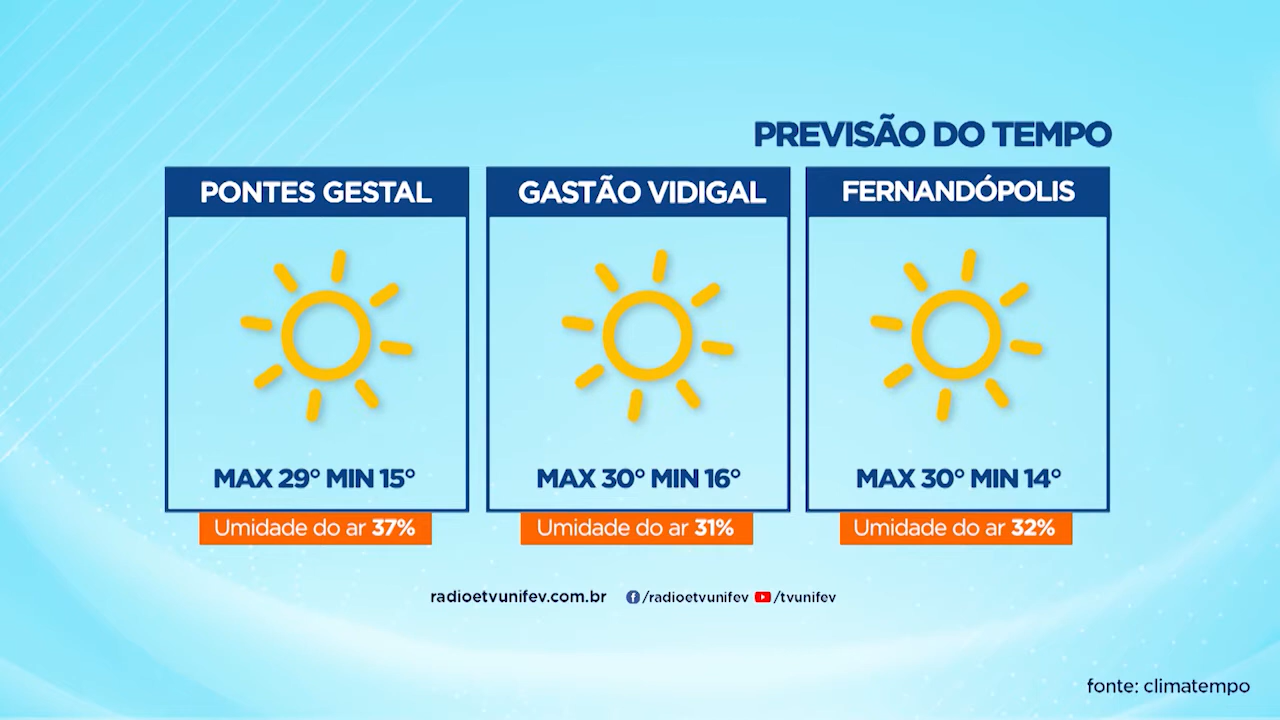 PREVISÃO DO TEMPO
PONTES GESTAL
MAX 29° MIN 15°
Umidade do ar 37%
GASTÃO VIDIGAL
MAX 30° MIN 16°
Umidade do ar 31%
FERNANDÓPOLIS
MAX 30° MIN 14°
Umidade do ar 32%
radioetvunifev.com.br /radioetvunifev /tvunifev
fonte: climatempo